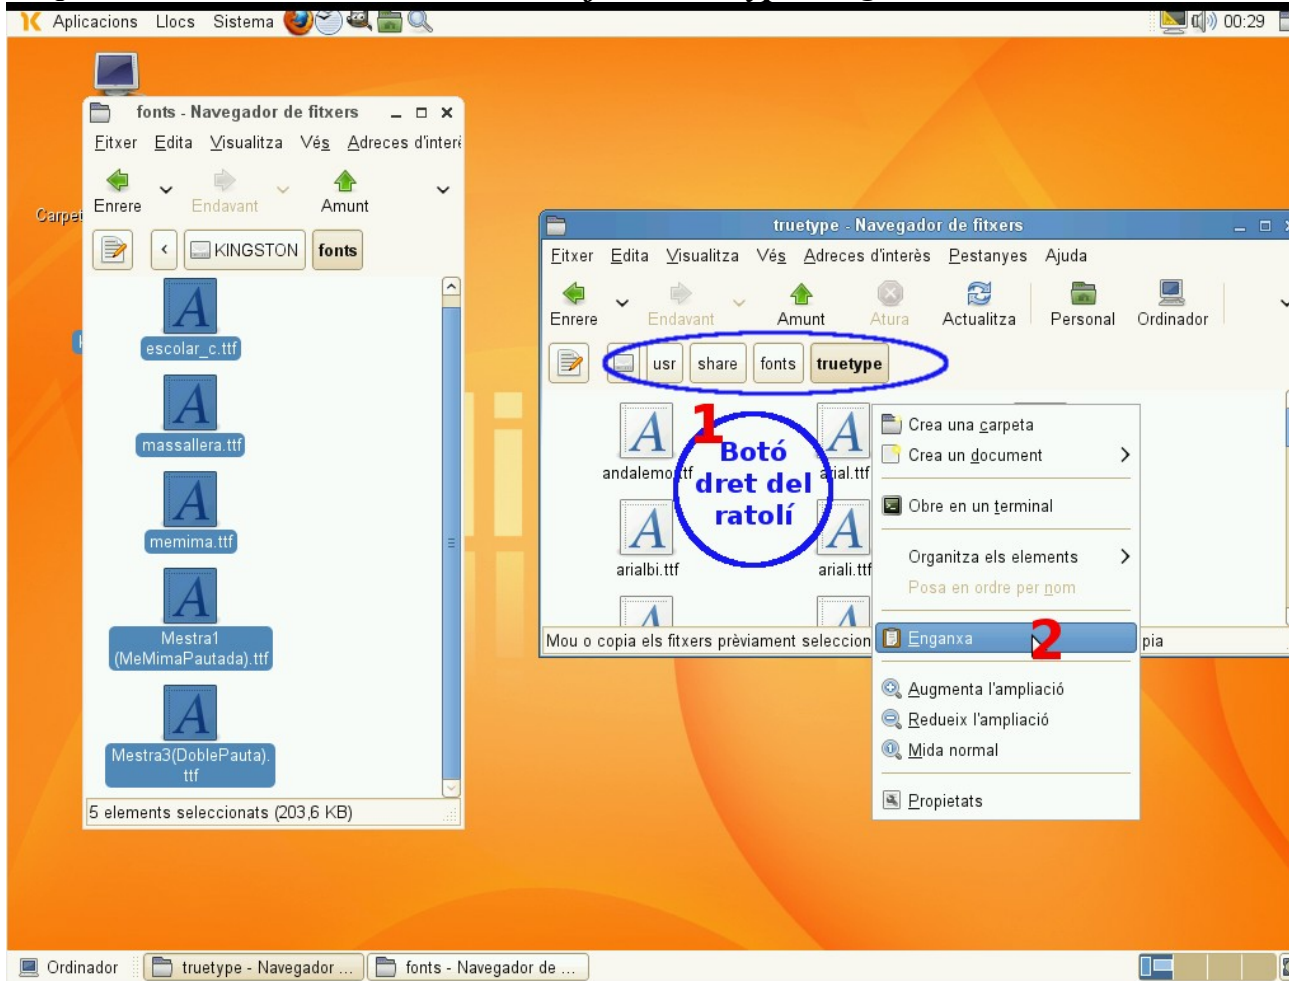 Aplicacions Llocs Sistema 00:29
fonts - Navegador de fitxers
Fitxer Edita Visualitza Vés Adreces d'interè
Enrere Endavant Amunt
Carpet
KINGSTON fonts
escolar_c.ttf
massallera.ttf
memima.ttf
Mestra1
(MeMimaPautada).ttf
Mestra3(DoblePauta).
ttf
5 elements seleccionats (203,6 KB)
truetype - Navegador de fitxers
Fitxer Edita Visualitza Vés Adreces d'interès Pestanyes Ajuda
Enrere Endavant Amunt Atura Actualitza Personal Ordinador
usr share fonts truetype
1
Botó
dret del
ratolí
andalemo.ttf arial.ttf
arialbi.ttf ariali.ttf
Mou o copia els fitxers prèviament seleccion pia
Crea una carpeta
Crea un document
Obre en un terminal
Organitza els elements
Posa en ordre per nom
Enganxa 2
Augmenta l'ampliació
Redueix l'ampliació
Mida normal
Propietats
Ordinador truetype - Navegador ... fonts - Navegador de ...